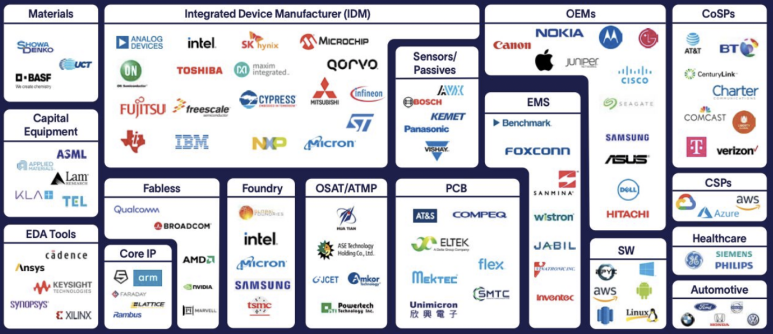 Materials
SHOWA
DENKO
UCT
BASF
We create chemistry
Capital
Equipment
ASML
APPLIED
MATERIALS
Lam
RESEARCH
KLA
TEL
EDA Tools
cādence
Ansys
KEYSIGHT
TECHNOLOGIES
SYNOPSYS
XILINX
Integrated Device Manufacturer (IDM)
ANALOG
DEVICES
intel
SK hynix
MICROCHIP
ON
ON Semiconductor
TOSHIBA
maxim
integrated
QORVO
FUJITSU
freescale
semiconductor
CYPRESS
MITSUBISHI
infineon
ST
IBM
NXP
Micron
Sensors/
Passives
AVX
BOSCH
KEMET
Panasonic
VISHAY
Fabless
Qualcomm
BROADCOM
AMD
NVIDIA
MARVELL
Core IP
arm
FARADAY
LATTICE
Rambus
Foundry
intel
Micron
SAMSUNG
tsmc
OSAT/ATMP
HUA TIAN
ASE Technology
Holding Co., Ltd.
JCET
Amkor
Technology
Powertech
Technology Inc.
PCB
AT&S
COMPEQ
ELTEK
MEKTEC
flex
SMTC
Unimicron
欣興電子
EMS
Benchmark
FOXCONN
SANMINA
wistron
JABIL
Inventec
OEMs
NOKIA
LG
Canon
JUNIPER
CISCO
SEAGATE
SAMSUNG
ASUS
DELL
HITACHI
SW
aws
Linux
CoSPs
AT&T
BT
CenturyLink
Charter
COMMUNICATIONS
COMCAST
T
verizon
CSPs
aws
Azure
Healthcare
GE
SIEMENS
PHILIPS
Automotive
Ford
HONDA